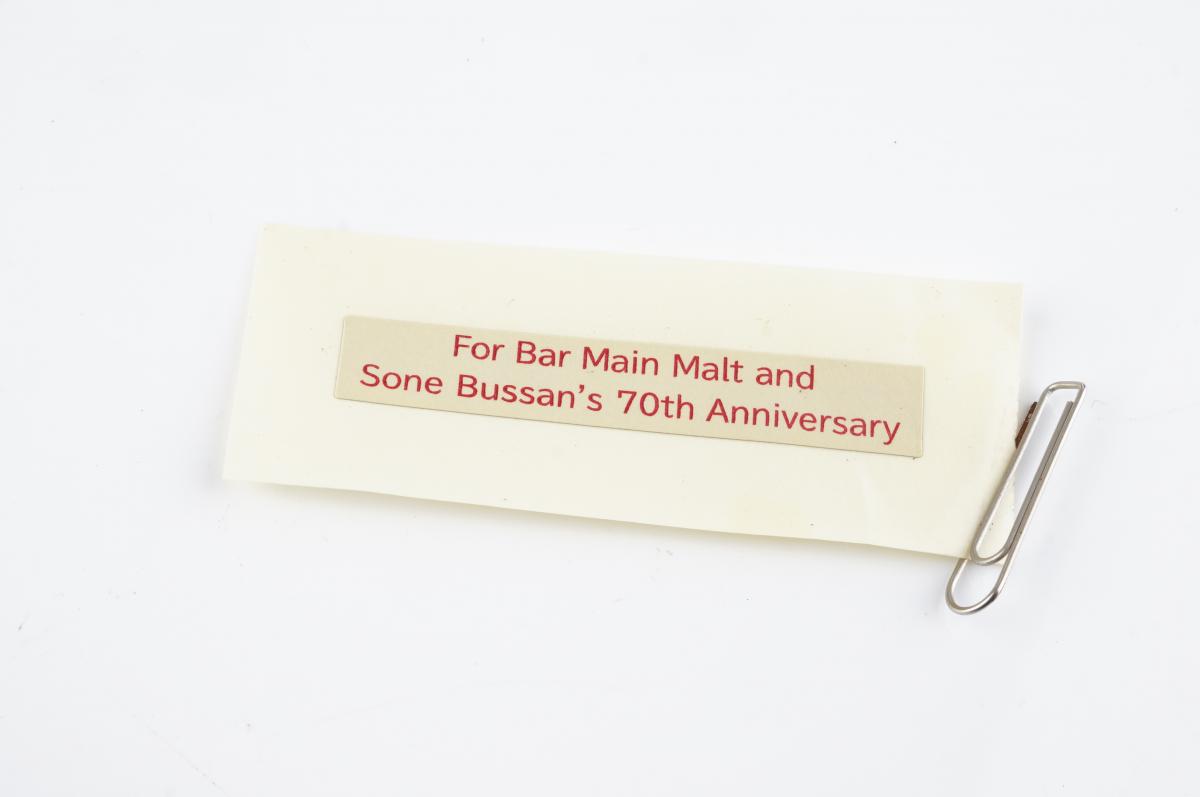 For Bar Main Malt and
Sone Bussan’s 70th Anniversary